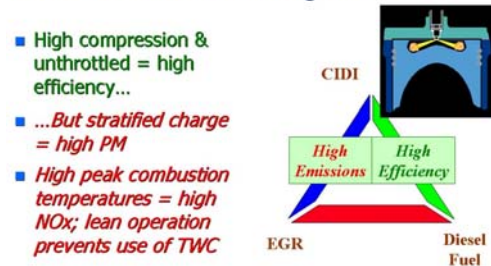 High compression &
unthrottled = high
efficiency…
…But stratified charge
= high PM
High peak combustion
temperatures = high
NOx; lean operation
prevents use of TWC
CIDI
High
Emissions
High
Efficiency
EGR
Diesel
Fuel